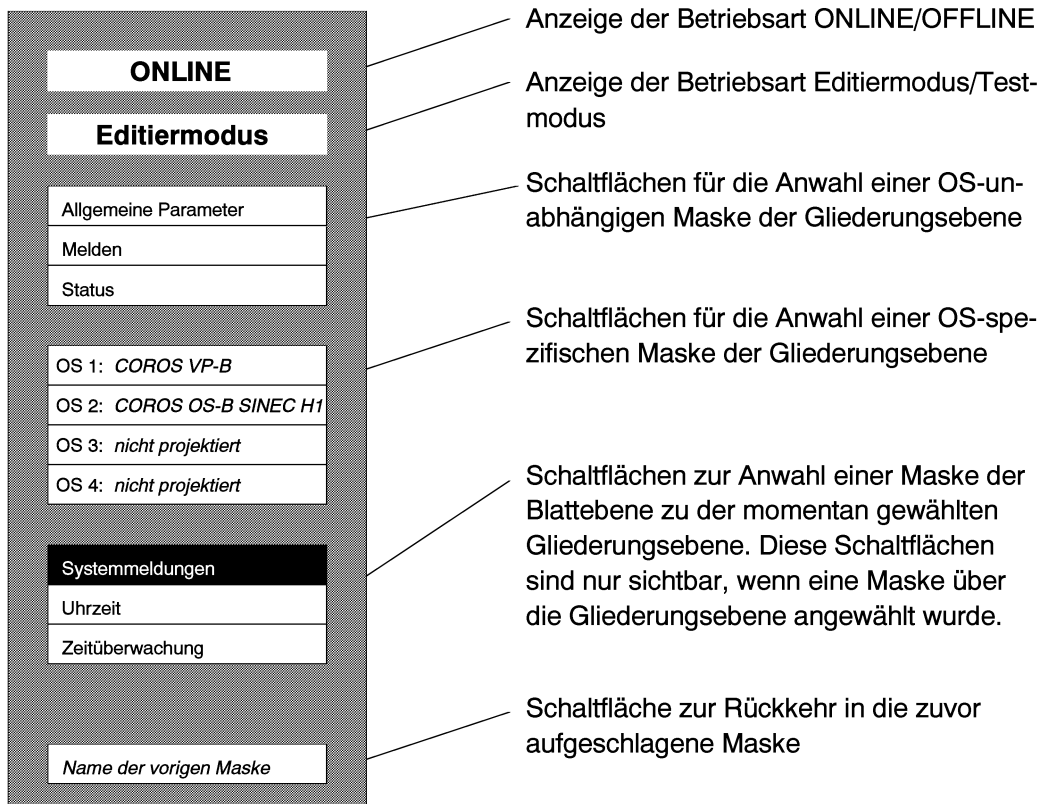 ONLINE
Editiermodus
Allgemeine Parameter
Melden
Status
OS 1: COROS VP-B
OS 2: COROS OS-B SINEC H1
OS 3: nicht projektiert
OS 4: nicht projektiert
Systemmeldungen
Uhrzeit
Zeitüberwachung
Name der vorigen Maske
Anzeige der Betriebsart ONLINE/OFFLINE
Anzeige der Betriebsart Editiermodus/Test-
modus
Schaltflächen für die Anwahl einer OS-un-
abhängigen Maske der Gliederungsebene
Schaltflächen für die Anwahl einer OS-spe-
zifischen Maske der Gliederungsebene
Schaltflächen zur Anwahl einer Maske der
Blattebene zu der momentan gewählten
Gliederungsebene. Diese Schaltflächen
sind nur sichtbar, wenn eine Maske über
die Gliederungsebene angewählt wurde.
Schaltfläche zur Rückkehr in die zuvor
aufgeschlagene Maske